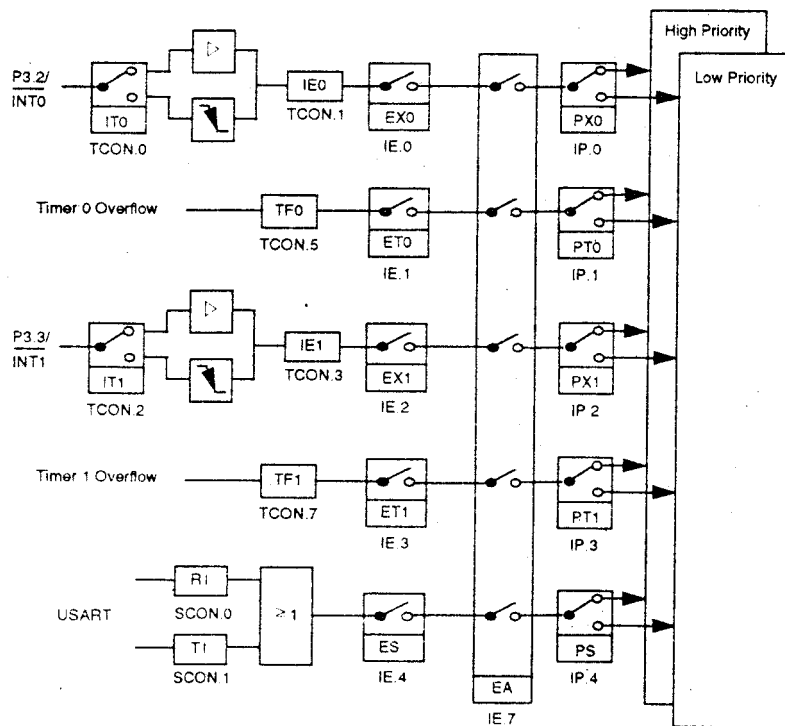 High Priority
Low Priority
P3.2/
INT0
IT0
TCON.0
IE0
TCON.1
EX0
IE.0
PX0
IP.0
Timer 0 Overflow
TF0
TCON.5
ET0
IE.1
PT0
IP.1
P3.3/
INT1
IT1
TCON.2
IE1
TCON.3
EX1
IE.2
PX1
IP.2
Timer 1 Overflow
TF1
TCON.7
ET1
IE.3
PT1
IP.3
USART
RI
SCON.0
≥1
TI
SCON.1
ES
IE.4
EA
IE.7
PS
IP.4